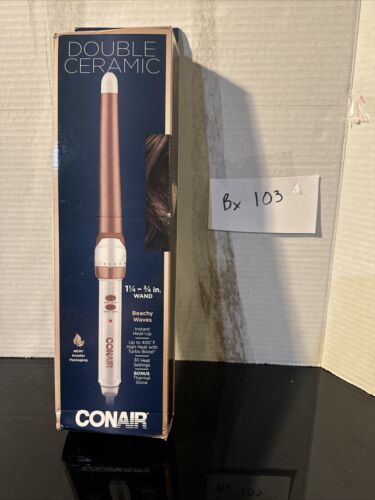 DOUBLE
CERAMIC
Bx 103
1¼ - ¾ in.
WAND
Beachy
Waves
Instant
Heat-Up
Up to 400°F
High Heat with
Turbo Boost®
30 Heat
Settings
BONUS
Thermal
Glove
NEW!
Smaller
Packaging
CONAIR
CONAIR